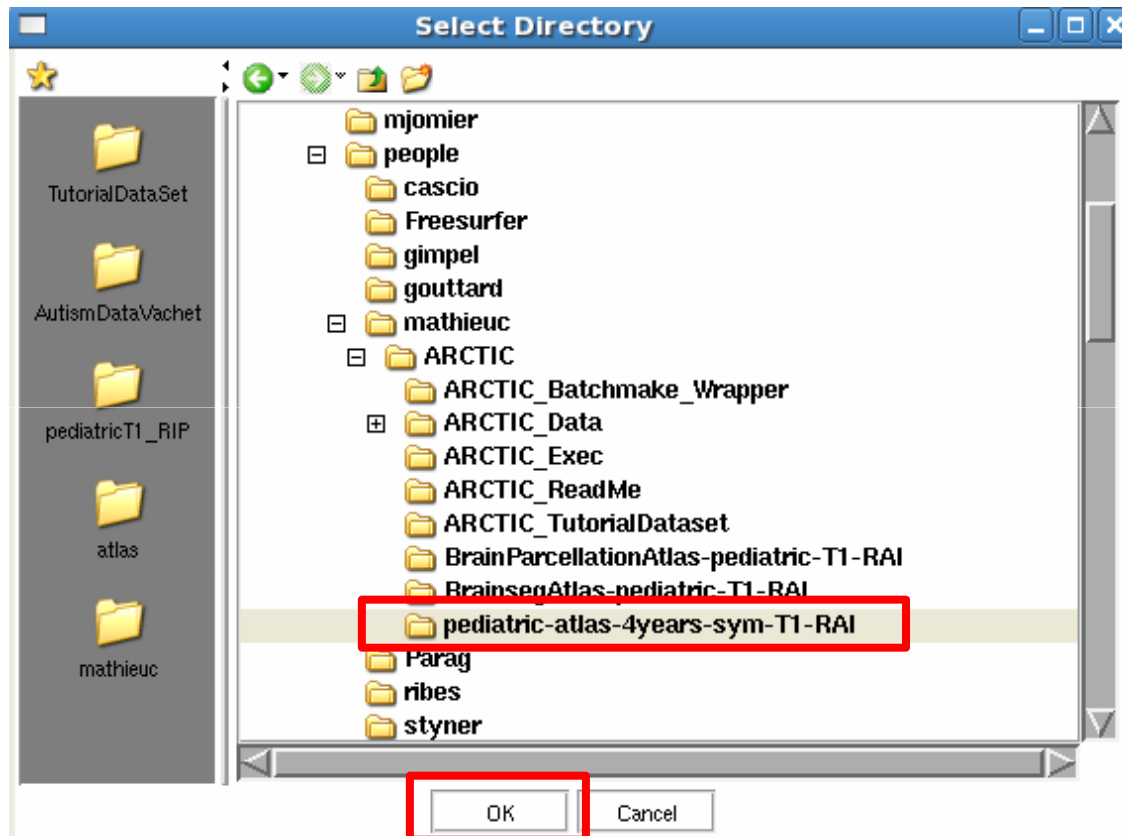 Select Directory
TutorialDataSet
AutismDataVachet
pediatricT1_RIP
atlas
mathieuc
mjomier
people
cascio
Freesurfer
gimpel
gouttard
mathieuc
ARCTIC
ARCTIC_Batchmake_Wrapper
ARCTIC_Data
ARCTIC_Exec
ARCTIC_ReadMe
ARCTIC_TutorialDataset
BrainParcellationAtlas-pediatric-T1-RAI
BrainsegAtlas-pediatric-T1-RAI
pediatric-atlas-4years-sym-T1-RAI
Parag
ribes
styner
OK Cancel